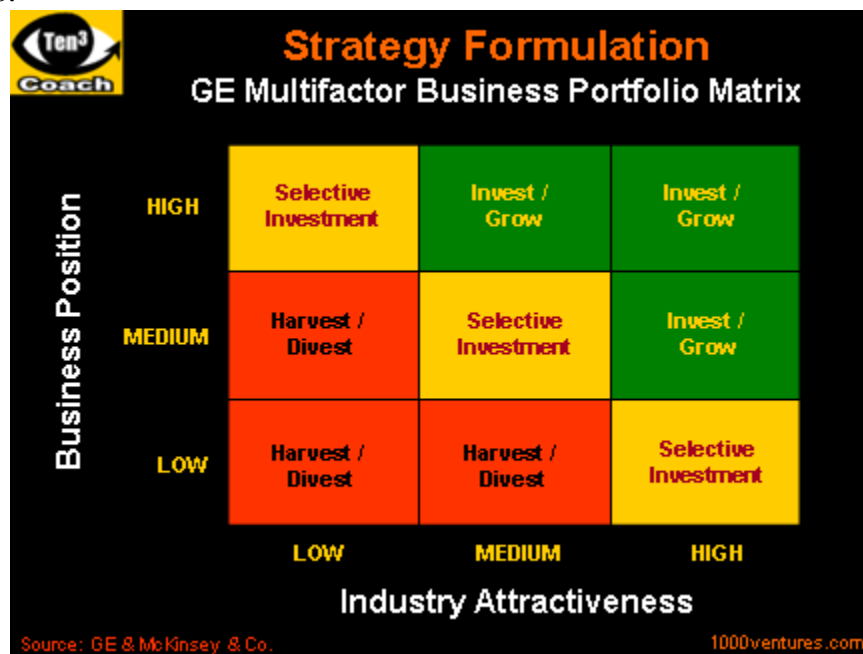 Ten³
Coach
Strategy Formulation
GE Multifactor Business Portfolio Matrix
Business Position
HIGH
Selective
Investment
Invest /
Grow
Invest /
Grow
MEDIUM
Harvest /
Divest
Selective
Investment
Invest /
Grow
LOW
Harvest /
Divest
Harvest /
Divest
Selective
Investment
LOW
MEDIUM
HIGH
Industry Attractiveness
Source: GE & McKinsey & Co.
1000ventures.com